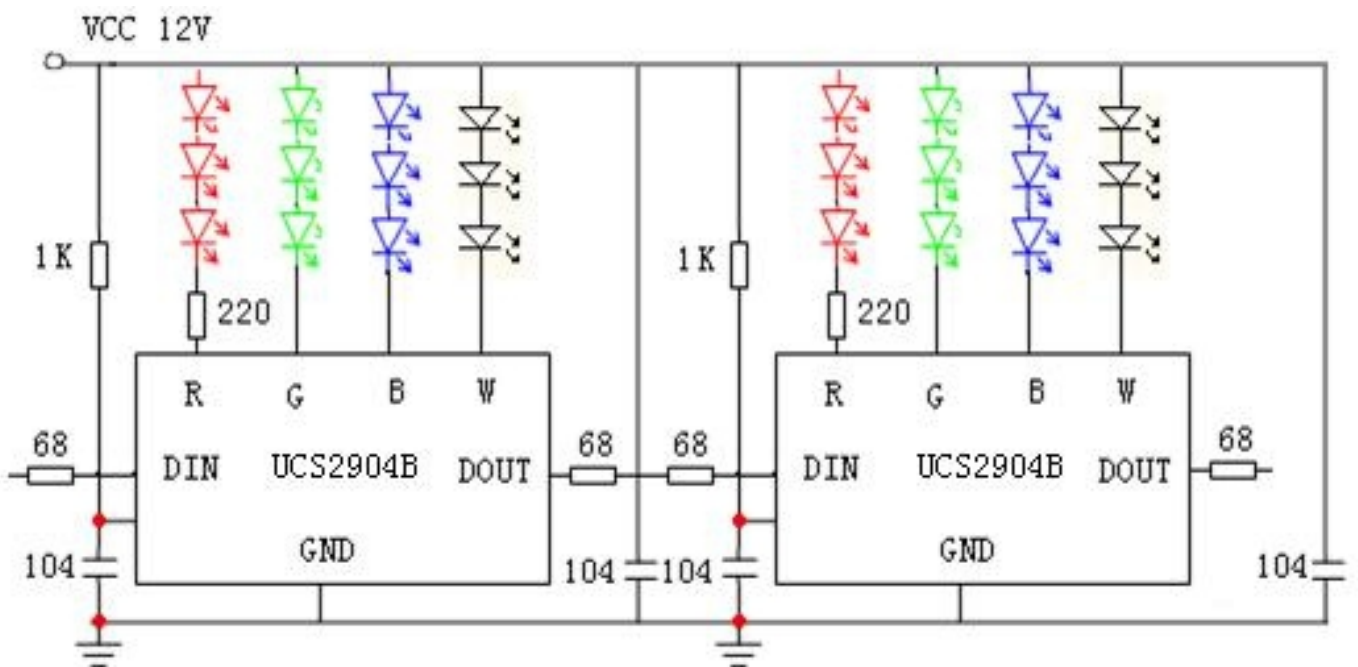 VCC 12V
1K
1K
220
220
R G B W
R G B W
68
68
68
68
DIN UCS2904B DOUT
DIN UCS2904B DOUT
GND
GND
104
104
104
104